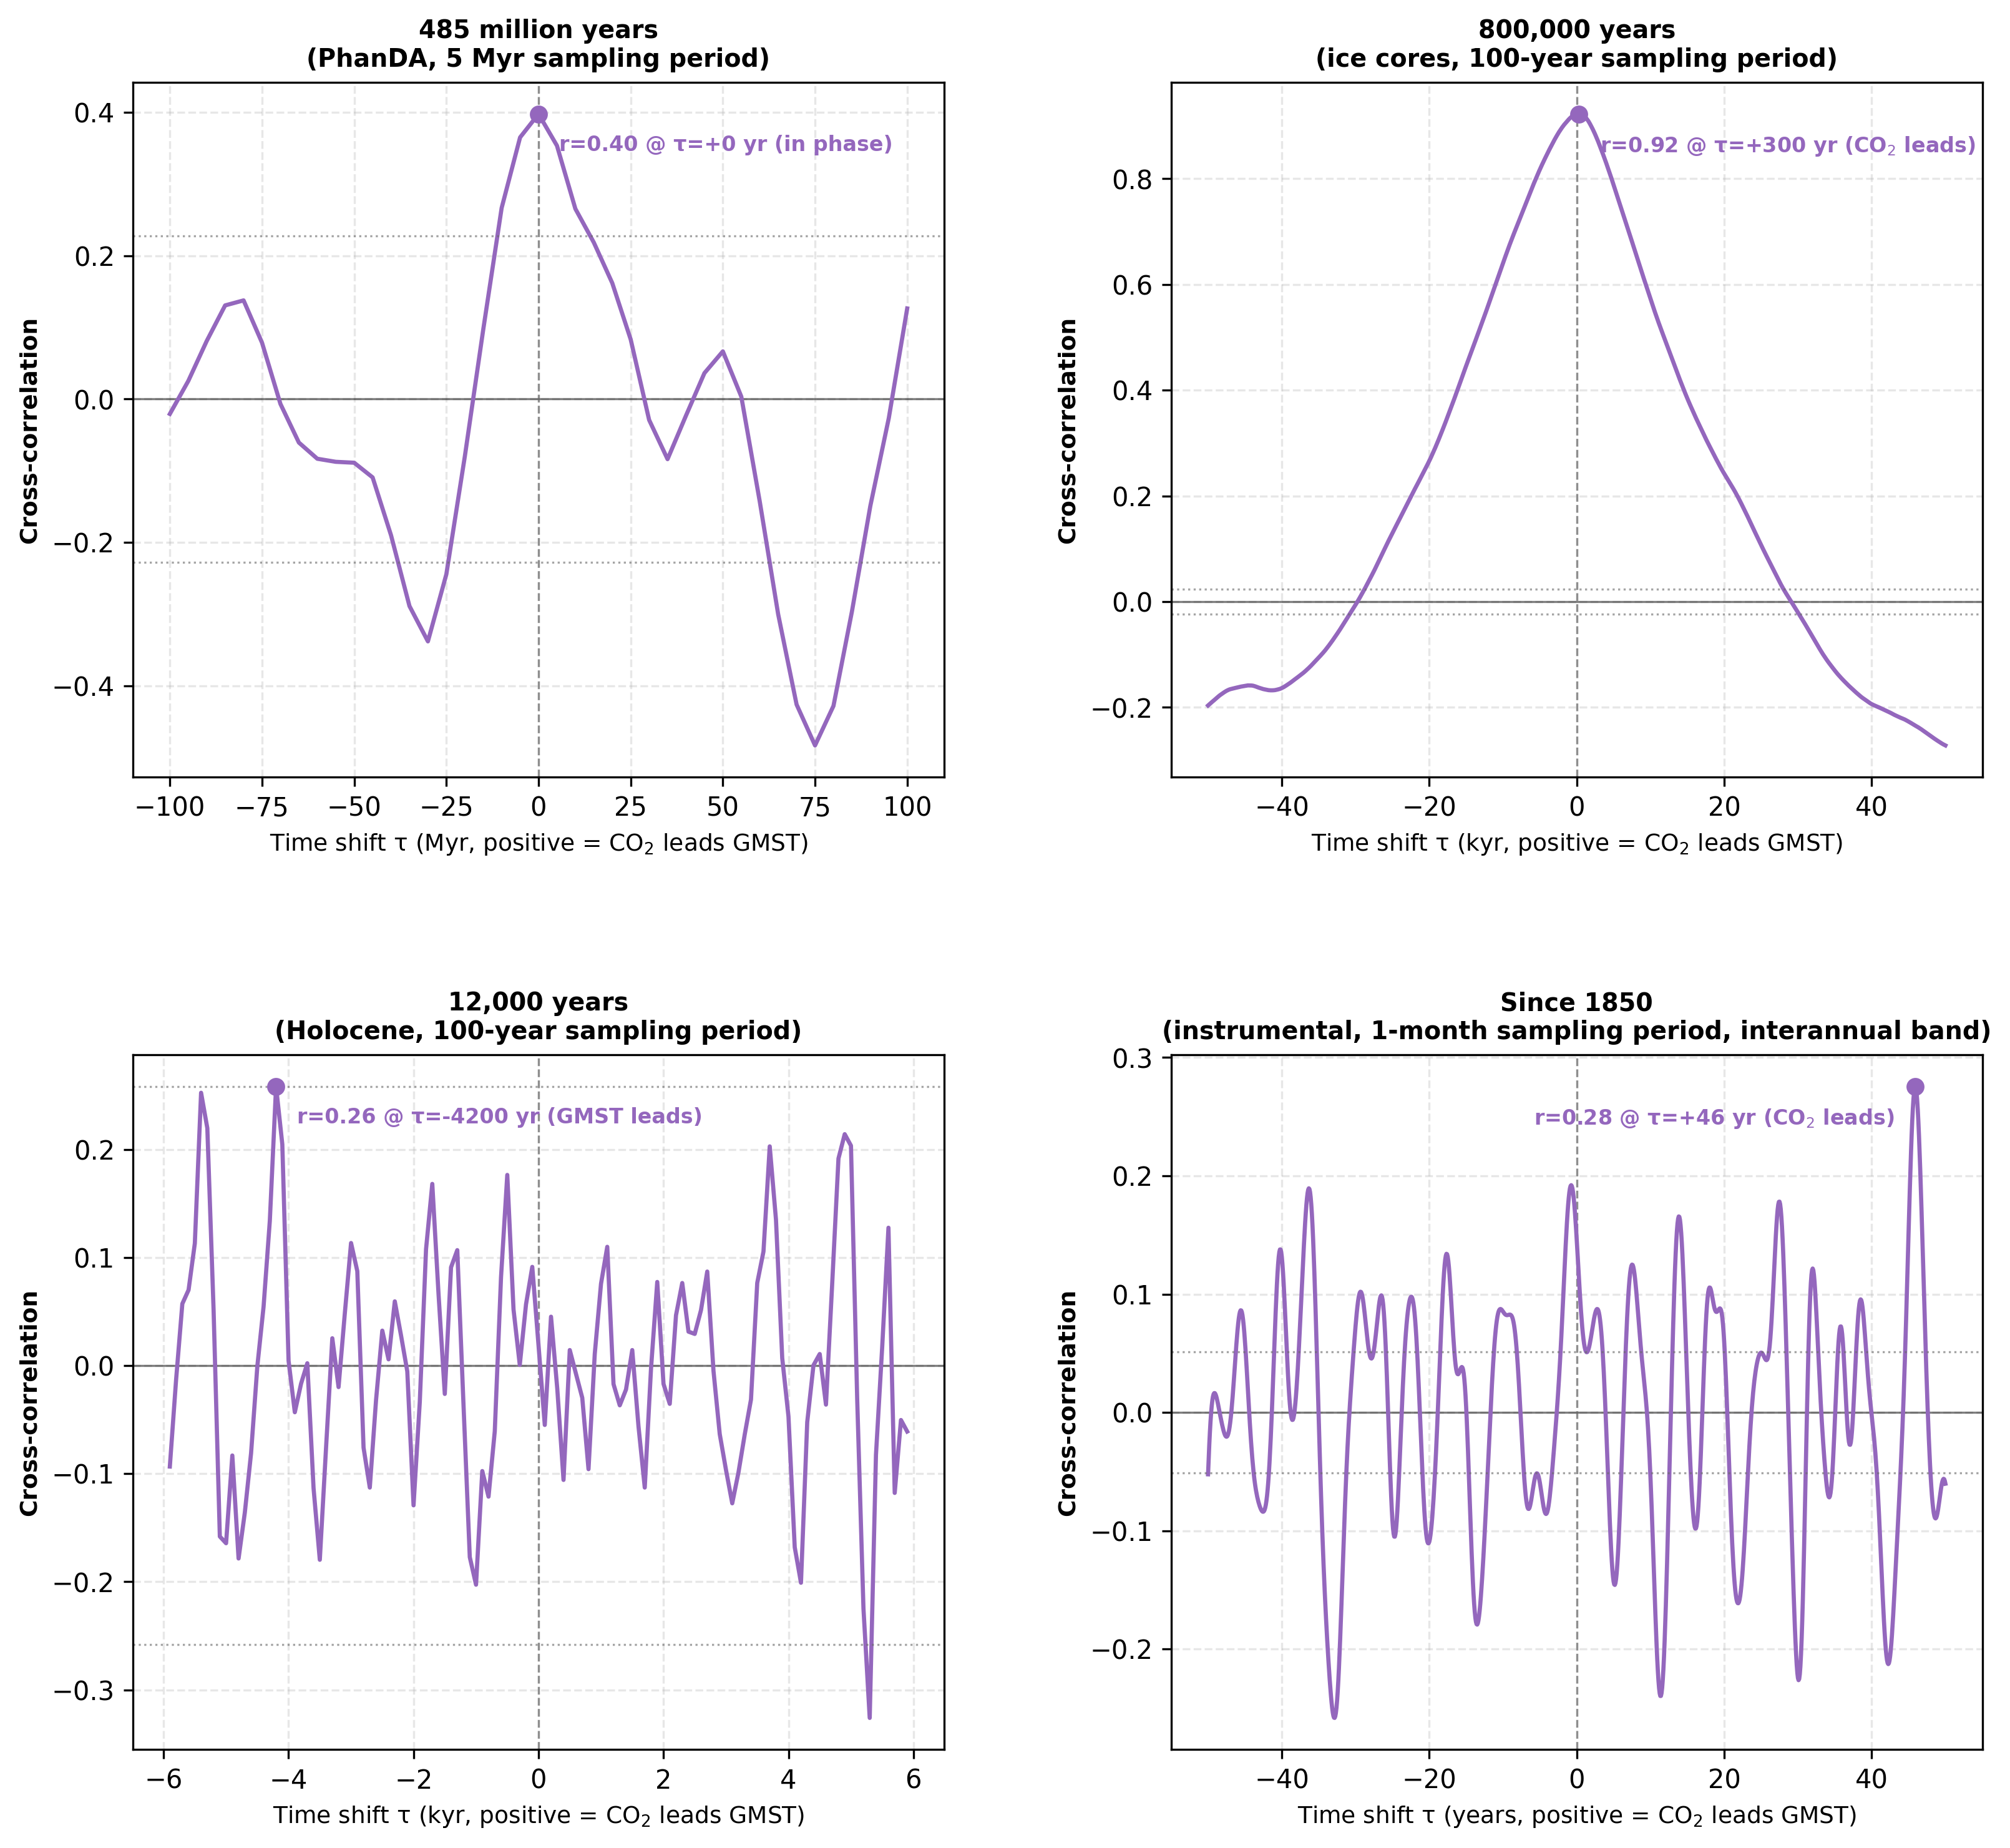 485 million years
(PhanDA, 5 Myr sampling period)
0.4
0.2
0.0
−0.2
−0.4
Cross-correlation
r=0.40 @ τ=+0 yr (in phase)
−100 −75 −50 −25 0 25 50 75 100
Time shift τ (Myr, positive = CO₂ leads GMST)
800,000 years
(ice cores, 100-year sampling period)
0.8
0.6
0.4
0.2
0.0
−0.2
Cross-correlation
r=0.92 @ τ=+300 yr (CO₂ leads)
−40 −20 0 20 40
Time shift τ (kyr, positive = CO₂ leads GMST)
12,000 years
(Holocene, 100-year sampling period)
0.2
0.1
0.0
−0.1
−0.2
−0.3
Cross-correlation
r=0.26 @ τ=-4200 yr (GMST leads)
−6 −4 −2 0 2 4 6
Time shift τ (kyr, positive = CO₂ leads GMST)
Since 1850
(instrumental, 1-month sampling period, interannual band)
0.3
0.2
0.1
0.0
−0.1
−0.2
Cross-correlation
r=0.28 @ τ=+46 yr (CO₂ leads)
−40 −20 0 20 40
Time shift τ (years, positive = CO₂ leads GMST)